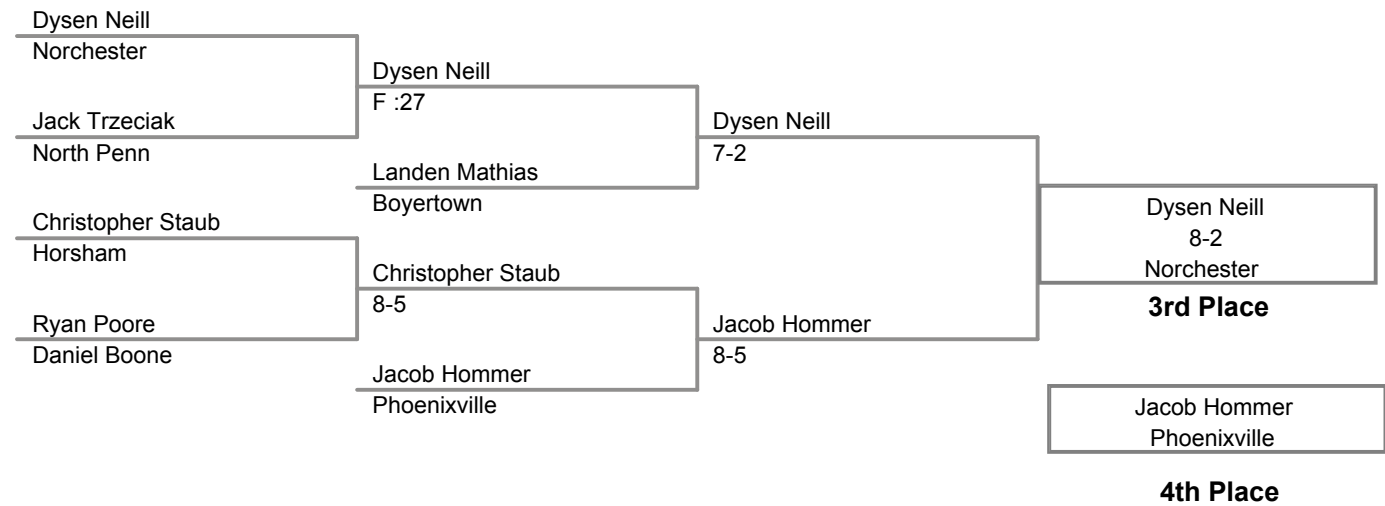 Dysen Neill
Norchester
Dysen Neill
F :27
Jack Trzeciak
North Penn
Dysen Neill
7-2
Landen Mathias
Boyertown
Christopher Staub
Horsham
Dysen Neill
8-2
Norchester
3rd Place
Christopher Staub
8-5
Ryan Poore
Daniel Boone
Jacob Hommer
8-5
Jacob Hommer
Phoenixville
Jacob Hommer
Phoenixville
4th Place